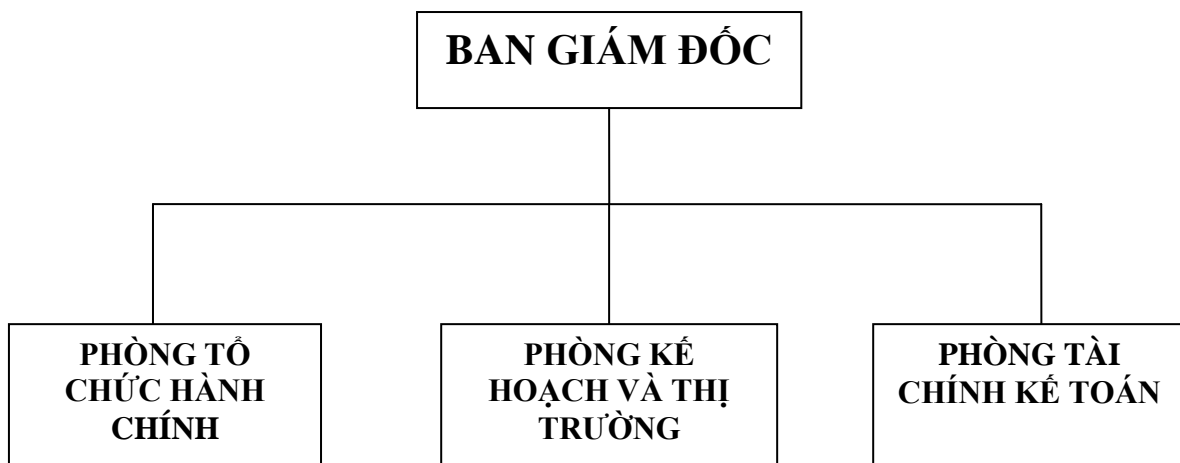 BAN GIÁM ĐỐC
PHÒNG TỔ
CHỨC HÀNH
CHÍNH
PHÒNG KẾ
HOẠCH VÀ THỊ
TRƯỜNG
PHÒNG TÀI
CHÍNH KẾ TOÁN